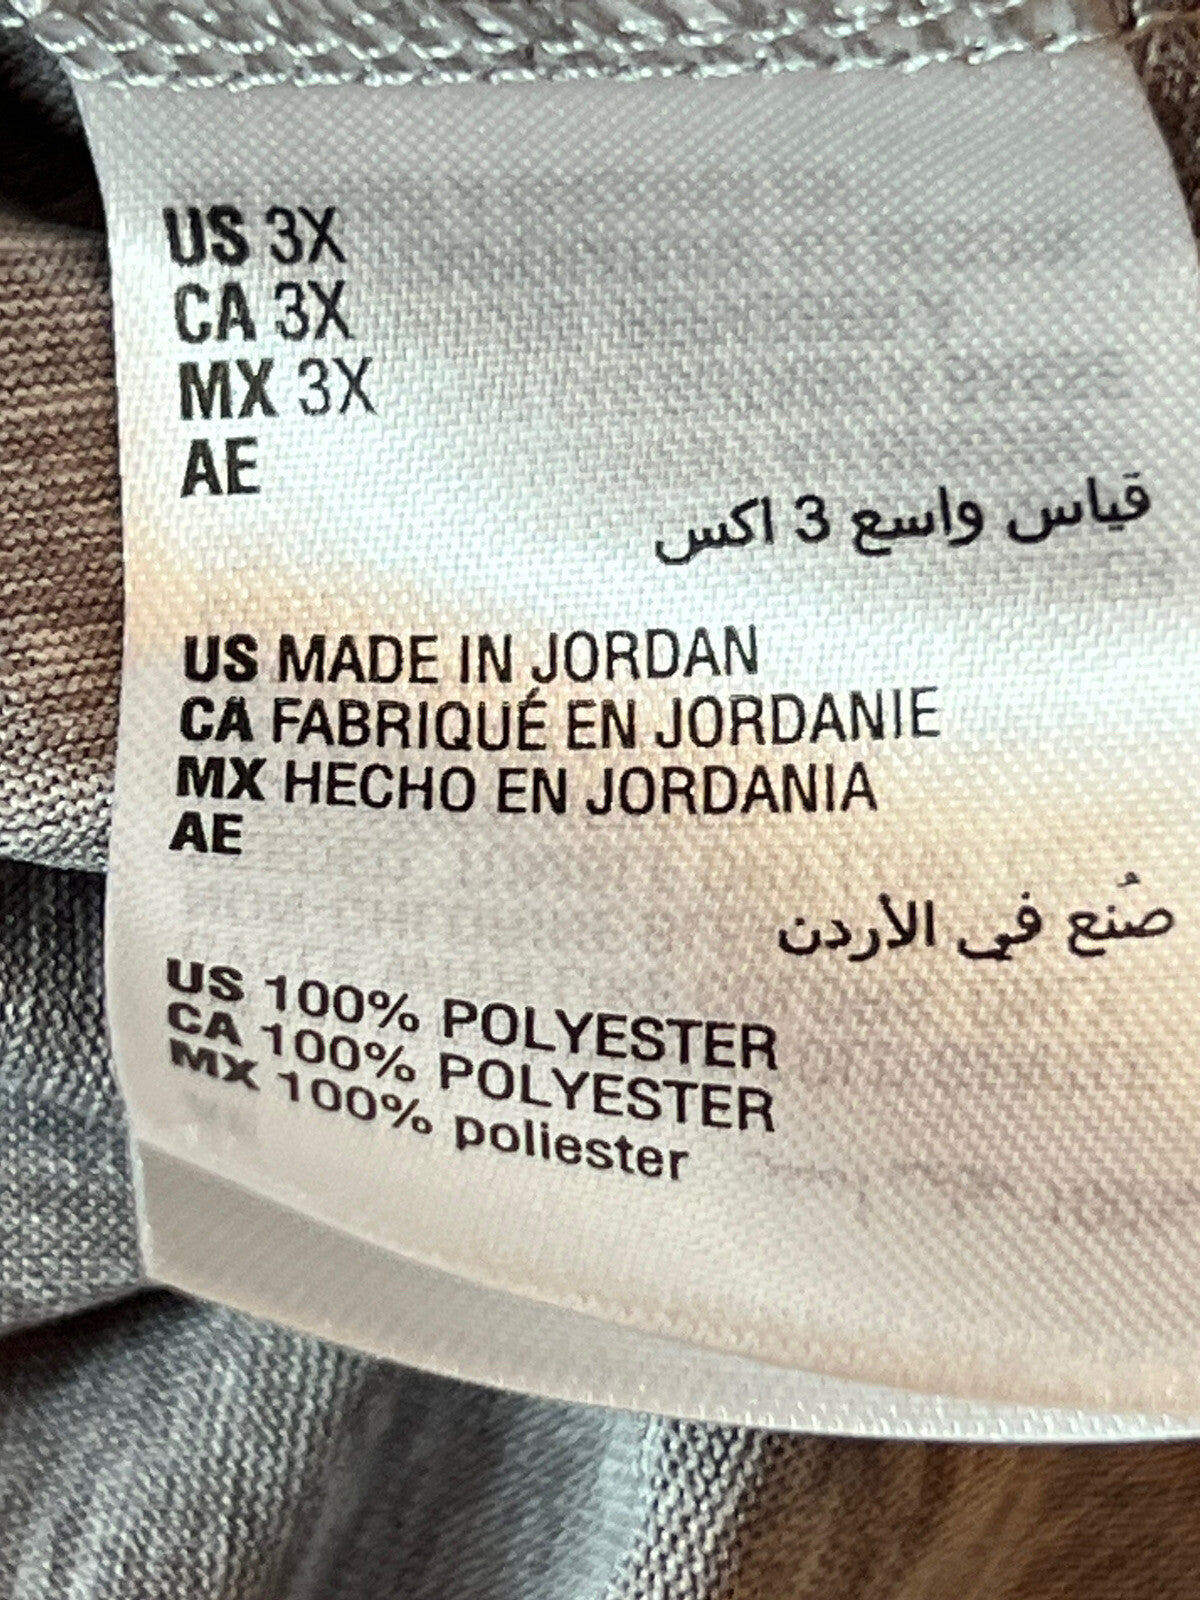 US 3X
CA 3X
MX 3X
AE
قياس واسع 3 اكس
US MADE IN JORDAN
CA FABRIQUÉ EN JORDANIE
MX HECHO EN JORDANIA
AE
صُنع في الأردن
US 100% POLYESTER
CA 100% POLYESTER
MX 100% poliester